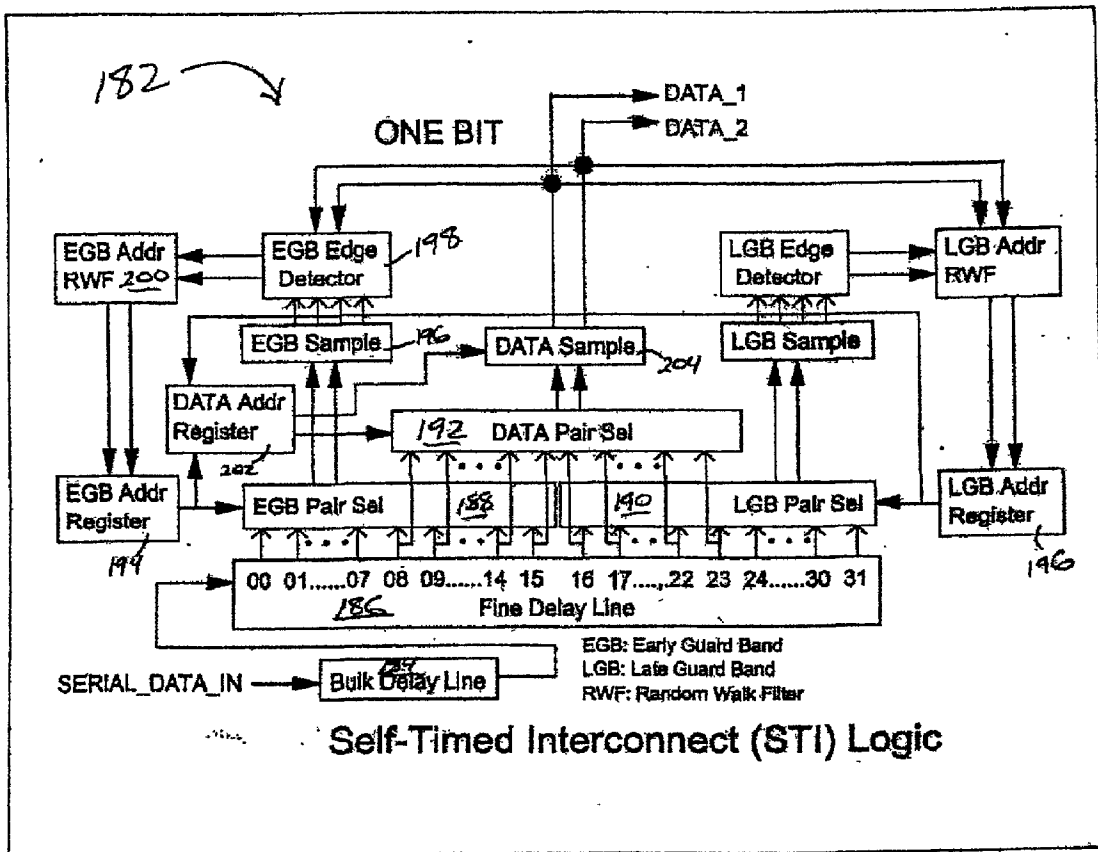 182
DATA_1
DATA_2
ONE BIT
EGB Addr
RWF 200
EGB Edge
Detector
198
LGB Edge
Detector
LGB Addr
RWF
EGB Sample
196
DATA Sample
204
LGB Sample
DATA Addr
Register
202
192 DATA Pair Sel
EGB Addr
Register
194
EGB Pair Sel 188
190 LGB Pair Sel
LGB Addr
Register
196
00 01......07 08 09......14 15 16 17......22 23 24......30 31
186 Fine Delay Line
EGB: Early Guard Band
LGB: Late Guard Band
RWF: Random Walk Filter
SERIAL_DATA_IN
184
Bulk Delay Line
Self-Timed Interconnect (STI) Logic